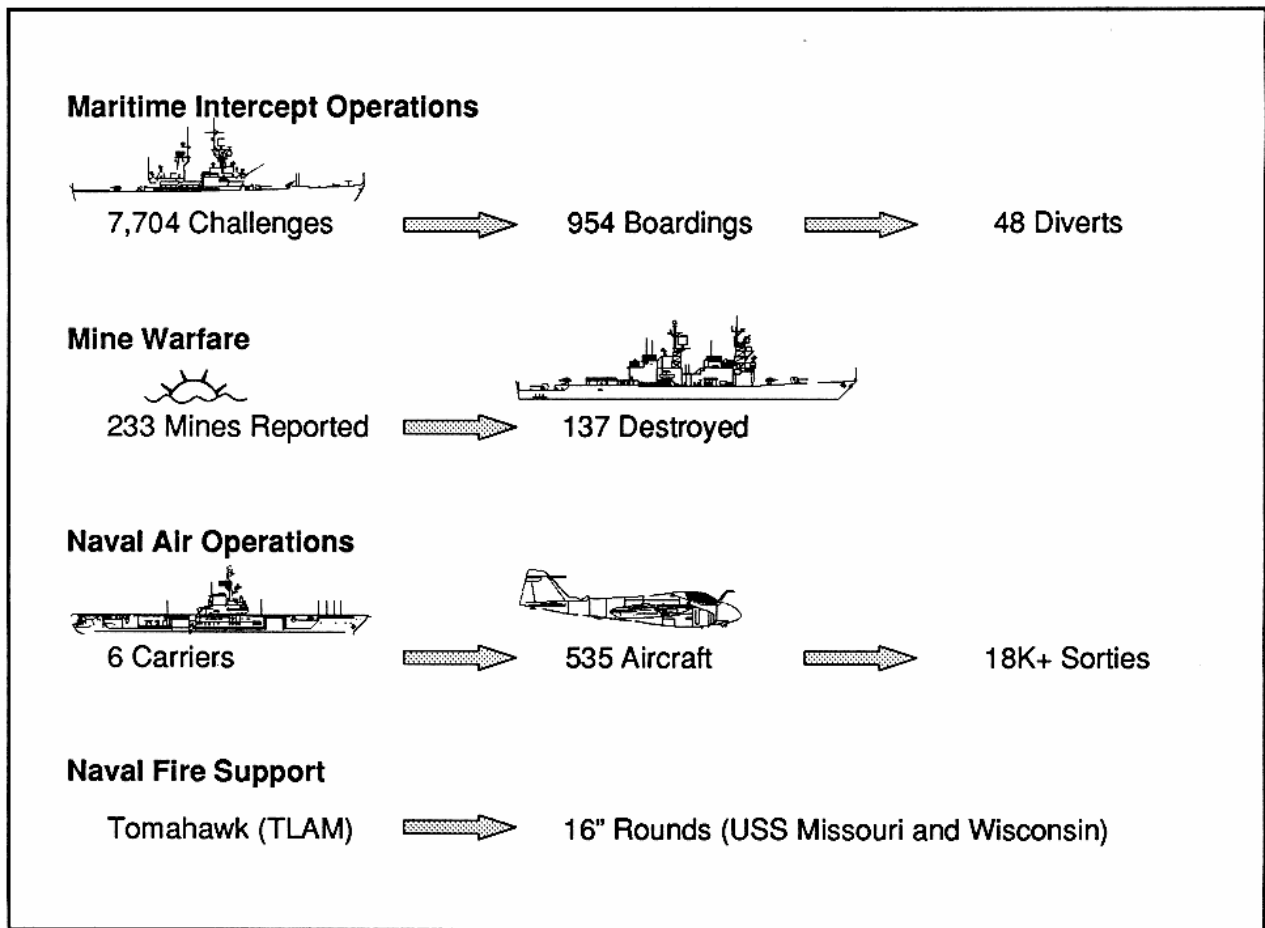 Maritime Intercept Operations
7,704 Challenges 954 Boardings 48 Diverts
Mine Warfare
233 Mines Reported 137 Destroyed
Naval Air Operations
6 Carriers 535 Aircraft 18K+ Sorties
Naval Fire Support
Tomahawk (TLAM) 16” Rounds (USS Missouri and Wisconsin)